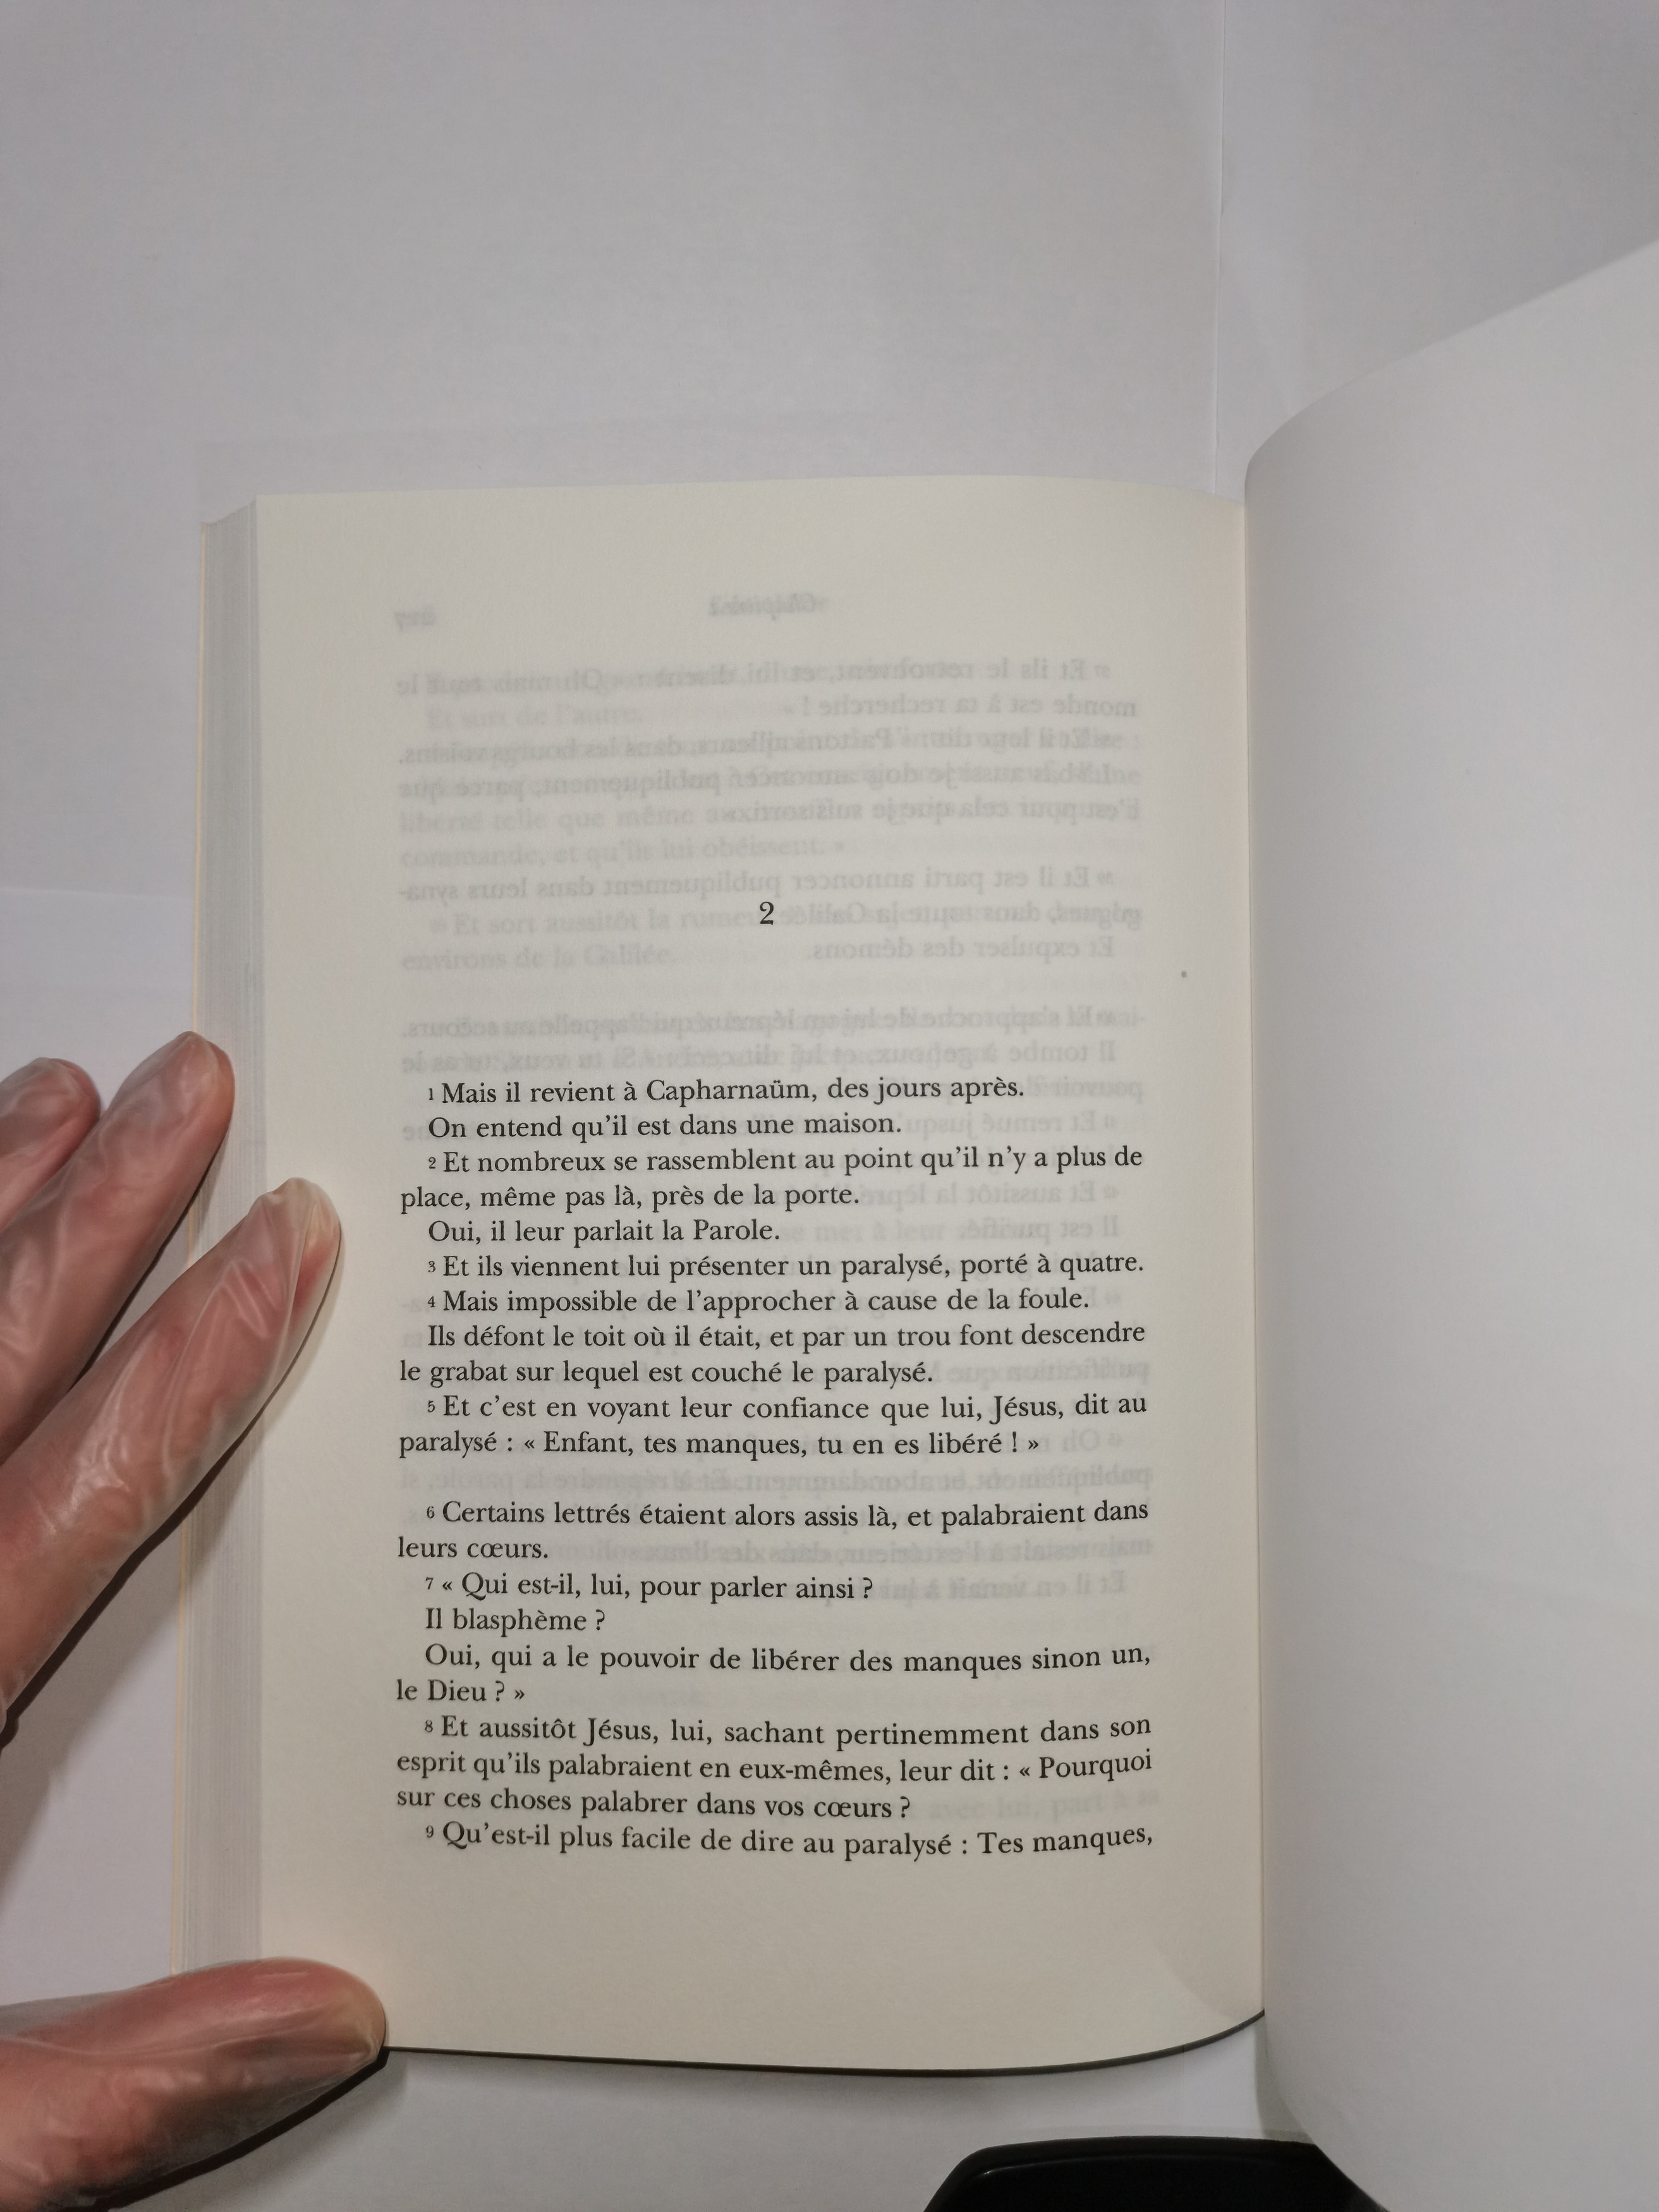 2
1 Mais il revient à Capharnaüm, des jours après.
On entend qu'il est dans une maison.
2 Et nombreux se rassemblent au point qu'il n'y a plus de
place, même pas là, près de la porte.
Oui, il leur parlait la Parole.
3 Et ils viennent lui présenter un paralysé, porté à quatre.
4 Mais impossible de l'approcher à cause de la foule.
Ils défont le toit où il était, et par un trou font descendre
le grabat sur lequel est couché le paralysé.
5 Et c'est en voyant leur confiance que lui, Jésus, dit au
paralysé : « Enfant, tes manques, tu en es libéré ! »
6 Certains lettrés étaient alors assis là, et palabraient dans
leurs cœurs.
7 « Qui est-il, lui, pour parler ainsi ?
Il blasphème ?
Oui, qui a le pouvoir de libérer des manques sinon un,
le Dieu ? »
8 Et aussitôt Jésus, lui, sachant pertinemment dans son
esprit qu'ils palabraient en eux-mêmes, leur dit : « Pourquoi
sur ces choses palabrer dans vos cœurs ?
9 Qu'est-il plus facile de dire au paralysé : Tes manques,